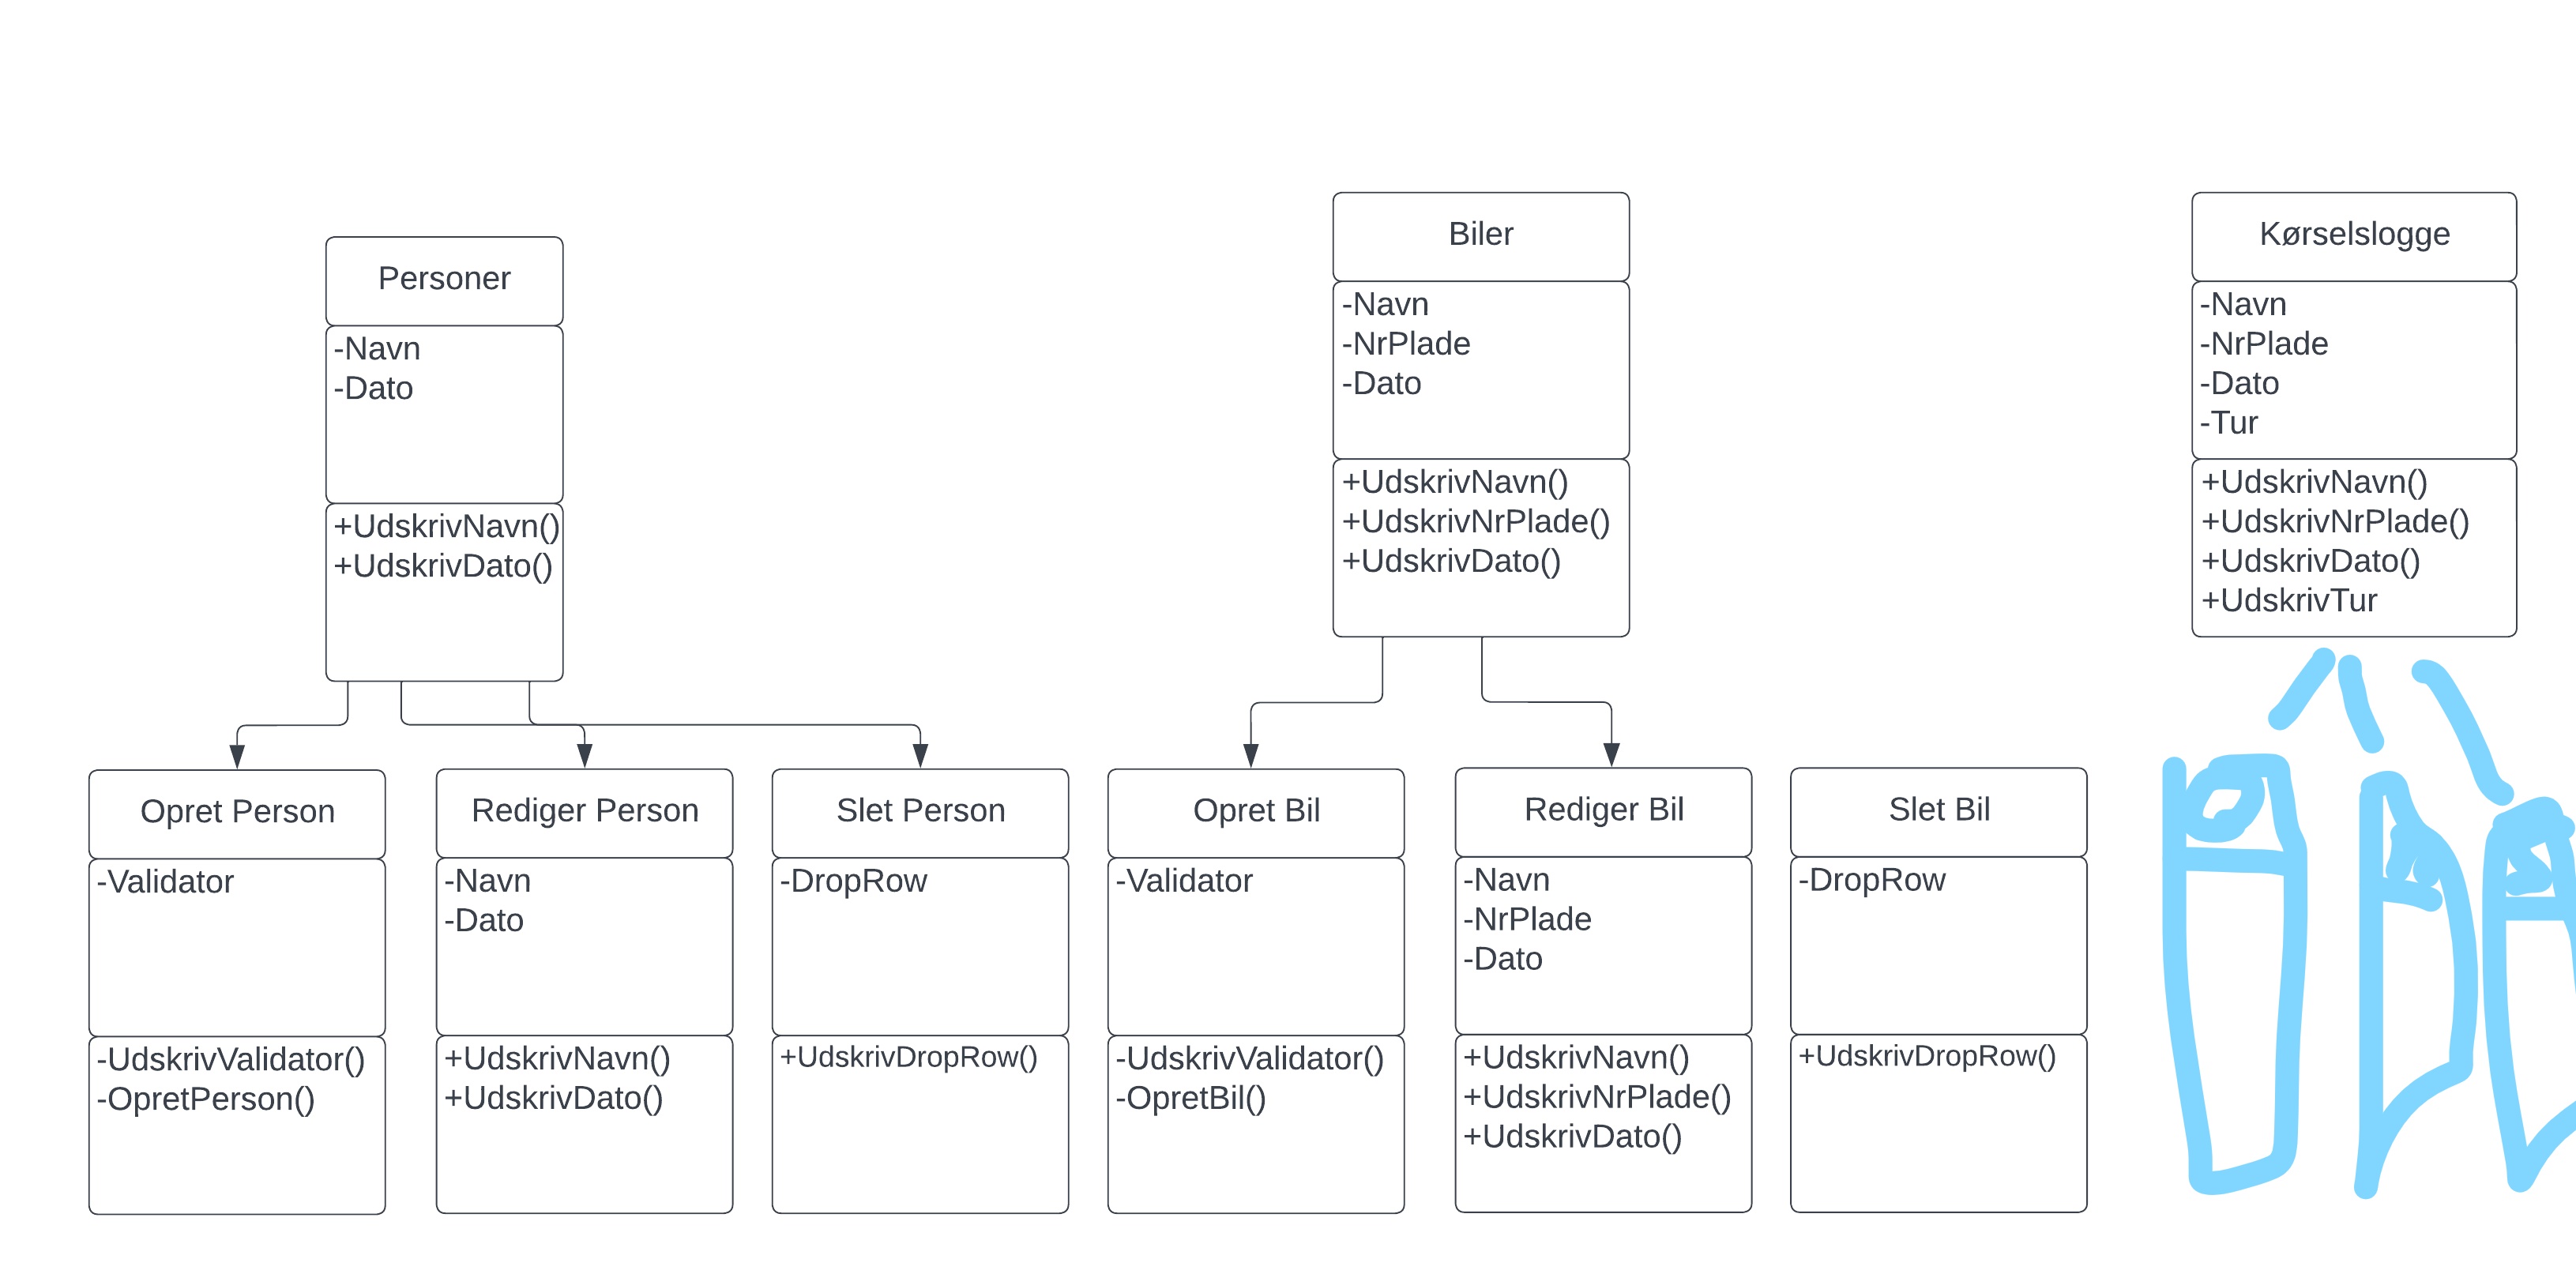 Personer
-Navn
-Dato
+UdskrivNavn()
+UdskrivDato()
Biler
-Navn
-NrPlade
-Dato
+UdskrivNavn()
+UdskrivNrPlade()
+UdskrivDato()
Kørselslogge
-Navn
-NrPlade
-Dato
-Tur
+UdskrivNavn()
+UdskrivNrPlade()
+UdskrivDato()
+UdskrivTur
Opret Person
-Validator
-UdskrivValidator()
-OpretPerson()
Rediger Person
-Navn
-Dato
+UdskrivNavn()
+UdskrivDato()
Slet Person
-DropRow
+UdskrivDropRow()
Opret Bil
-Validator
-UdskrivValidator()
-OpretBil()
Rediger Bil
-Navn
-NrPlade
-Dato
+UdskrivNavn()
+UdskrivNrPlade()
+UdskrivDato()
Slet Bil
-DropRow
+UdskrivDropRow()